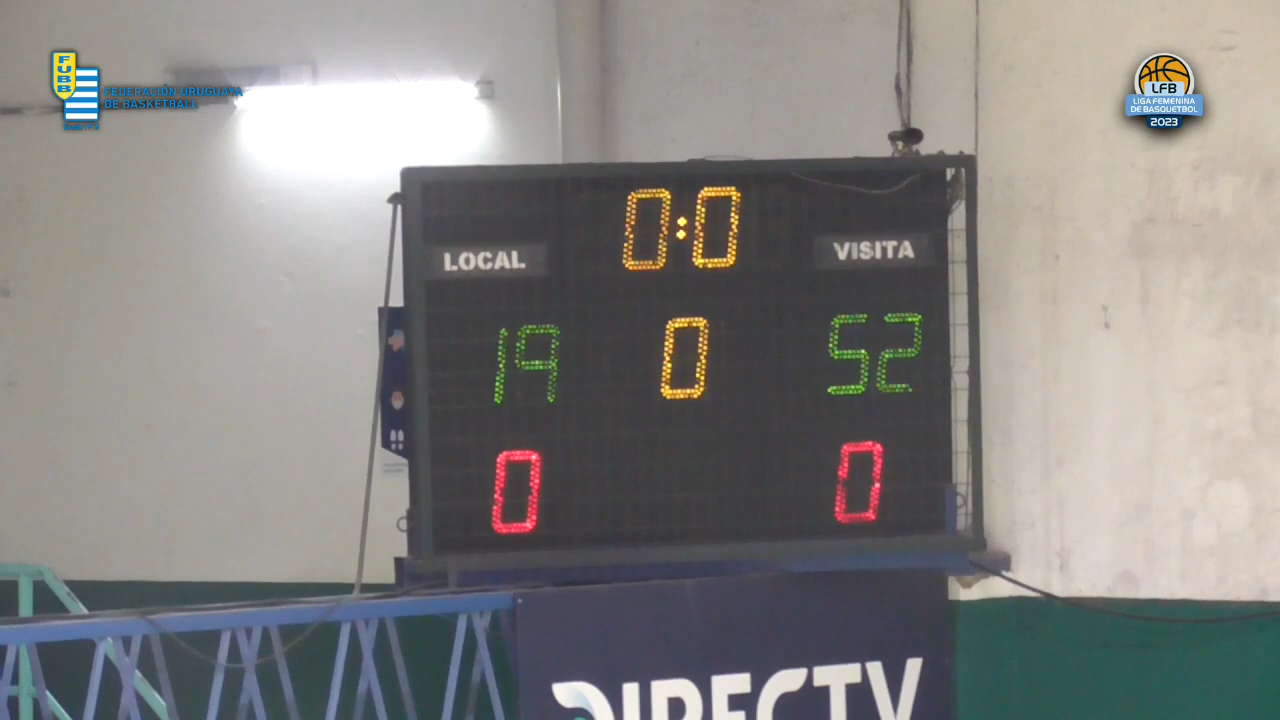 FUBB
FEDERACIÓN URUGUAYA
DE BASKETBALL
LFB
LIGA FEMENINA
DE BASQUETBOL
2023
0:0
LOCAL
VISITA
19
0
52
0
0
DIRECTV